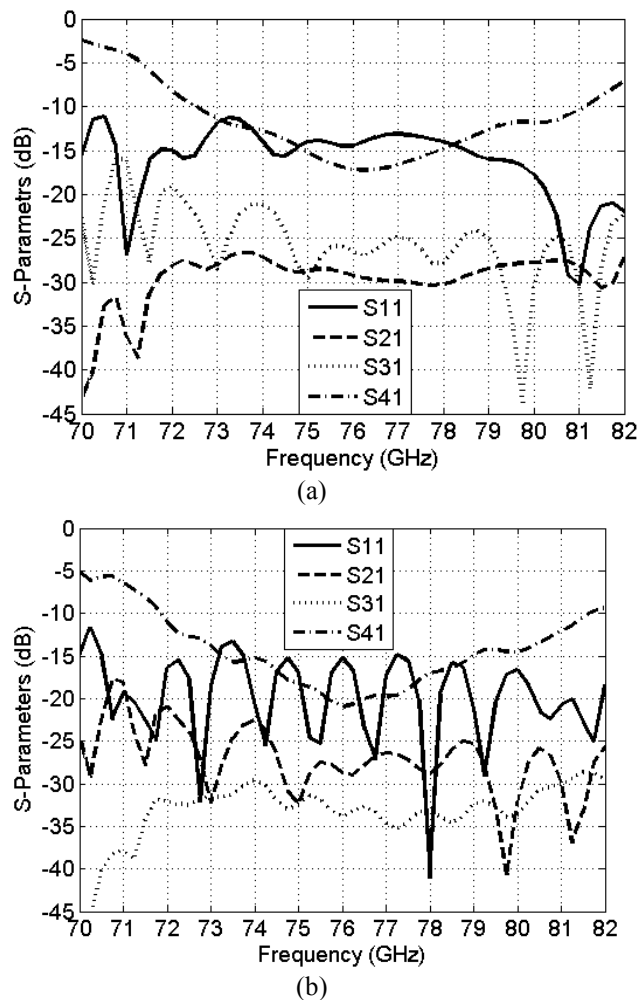 0
-5
-10
-15
-20
-25
-30
-35
-40
-45
S-Parametrs (dB)
S11
S21
S31
S41
70 71 72 73 74 75 76 77 78 79 80 81 82
Frequency (GHz)
(a)
0
-5
-10
-15
-20
-25
-30
-35
-40
-45
S-Parameters (dB)
S11
S21
S31
S41
70 71 72 73 74 75 76 77 78 79 80 81 82
Frequency (GHz)
(b)